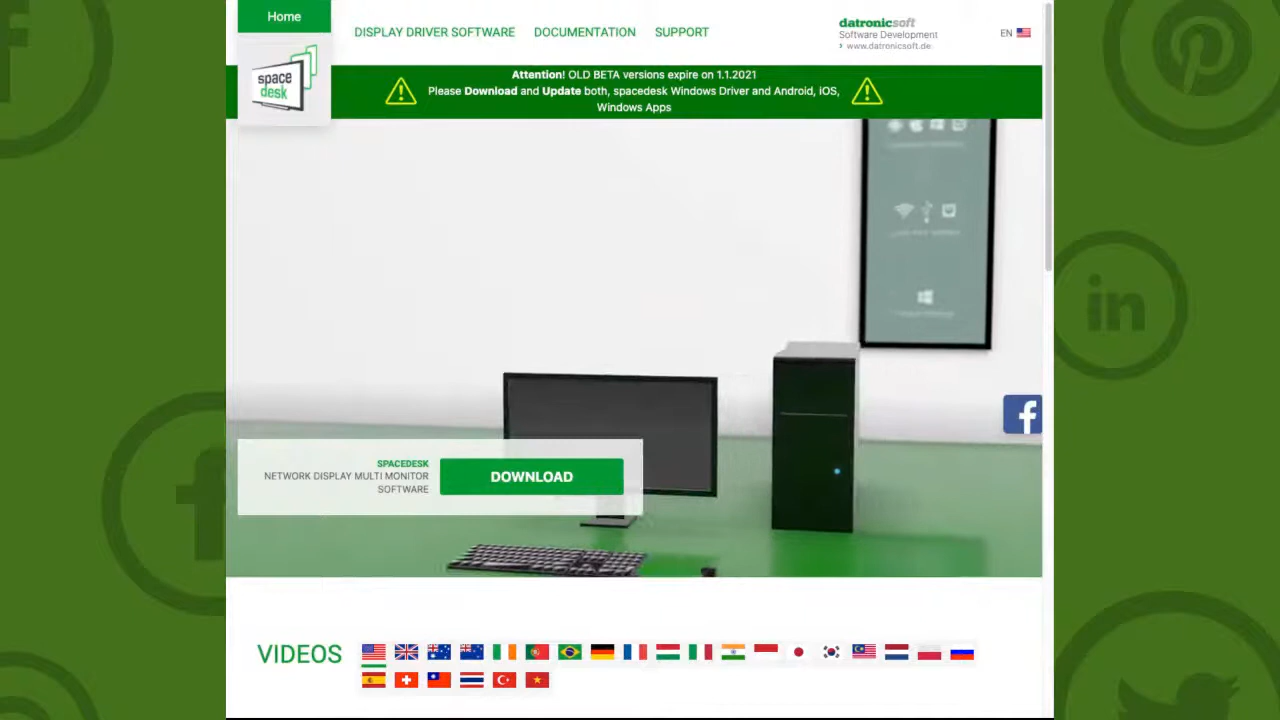 Home
DISPLAY DRIVER SOFTWARE
DOCUMENTATION
SUPPORT
datronicsoft
Software Development
www.datronicsoft.de
EN
space
desk
Attention! OLD BETA versions expire on 1.1.2021
Please Download and Update both, spacedesk Windows Driver and Android, iOS,
Windows Apps
SPACEDESK
NETWORK DISPLAY MULTI MONITOR
SOFTWARE
DOWNLOAD
VIDEOS
in